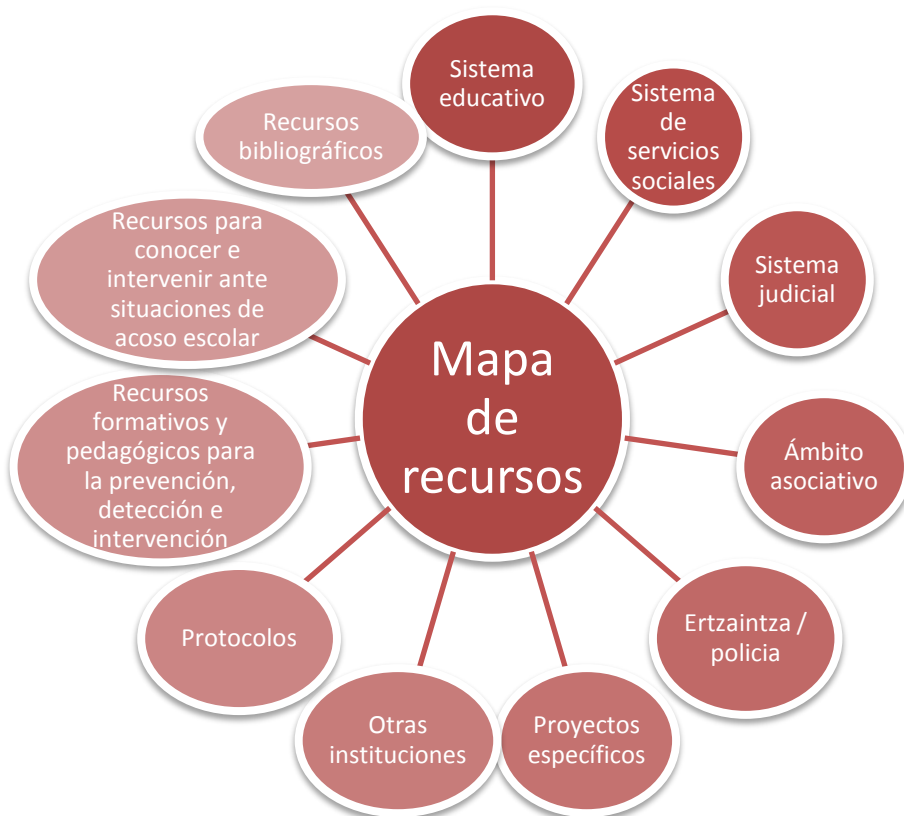 Sistema
educativo
Sistema
de
servicios
sociales
Sistema
judicial
Ámbito
asociativo
Ertzaintza /
policia
Proyectos
específicos
Otras
instituciones
Protocolos
Recursos
formativos y
pedagógicos para
la prevención,
detección e
intervención
Recursos para
conocer e
intervenir ante
situaciones de
acoso escolar
Recursos
bibliográficos
Mapa
de
recursos